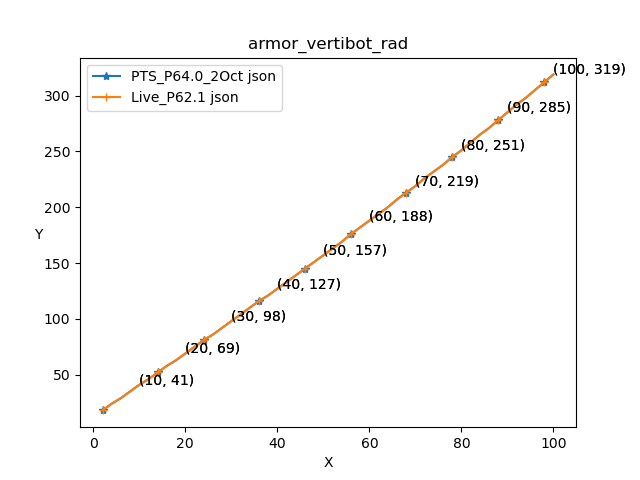 armor_vertibot_rad
PTS_P64.0_2Oct json
Live_P62.1 json
(100, 319)
(90, 285)
(80, 251)
(70, 219)
(60, 188)
(50, 157)
(40, 127)
(30, 98)
(20, 69)
(10, 41)
Y
300
250
200
150
100
50
0 20 40 60 80 100
X